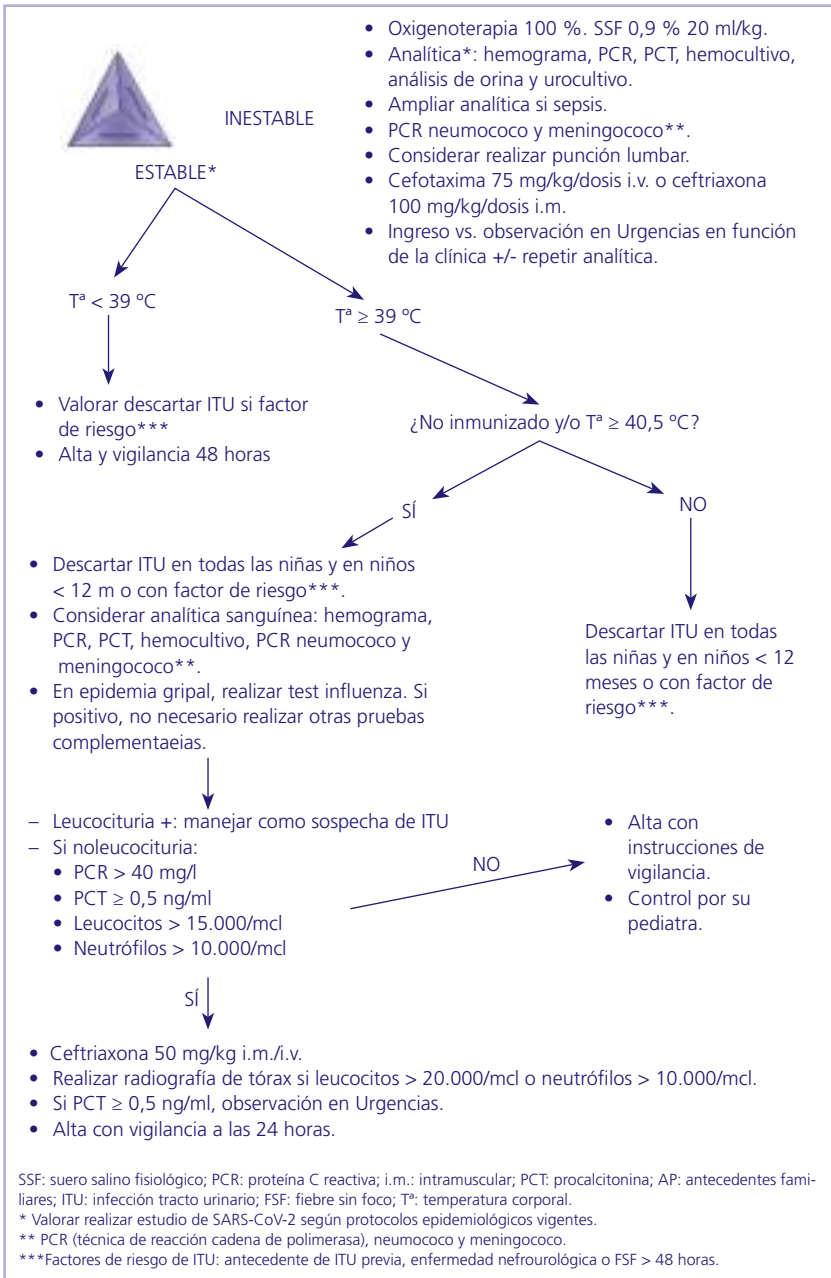 • Oxigenoterapia 100 %. SSF 0,9 % 20 ml/kg.
• Analítica*: hemograma, PCR, PCT, hemocultivo,
análisis de orina y urocultivo.
• Ampliar analítica si sepsis.
• PCR neumococo y meningococo**.
• Considerar realizar punción lumbar.
• Cefotaxima 75 mg/kg/dosis i.v. o ceftriaxona
100 mg/kg/dosis i.m.
• Ingreso vs. observación en Urgencias en función
de la clínica +/- repetir analítica.
INESTABLE
ESTABLE*
Tª < 39 ºC
Tª ≥ 39 ºC
• Valorar descartar ITU si factor
de riesgo***
• Alta y vigilancia 48 horas
¿No inmunizado y/o Tª ≥ 40,5 ºC?
SÍ
NO
• Descartar ITU en todas las niñas y en niños
< 12 m o con factor de riesgo***.
• Considerar analítica sanguínea: hemograma,
PCR, PCT, hemocultivo, PCR neumococo y
meningococo**.
• En epidemia gripal, realizar test influenza. Si
positivo, no necesario realizar otras pruebas
complementaeias.
Descartar ITU en todas
las niñas y en niños < 12
meses o con factor de
riesgo***.
– Leucocituria +: manejar como sospecha de ITU
– Si noleucocituria:
• PCR > 40 mg/l
• PCT ≥ 0,5 ng/ml
• Leucocitos > 15.000/mcl
• Neutrófilos > 10.000/mcl
NO
• Alta con
instrucciones de
vigilancia.
• Control por su
pediatra.
SÍ
• Ceftriaxona 50 mg/kg i.m./i.v.
• Realizar radiografía de tórax si leucocitos > 20.000/mcl o neutrófilos > 10.000/mcl.
• Si PCT ≥ 0,5 ng/ml, observación en Urgencias.
• Alta con vigilancia a las 24 horas.
SSF: suero salino fisiológico; PCR: proteína C reactiva; i.m.: intramuscular; PCT: procalcitonina; AP: antecedentes fami-
liares; ITU: infección tracto urinario; FSF: fiebre sin foco; Tª: temperatura corporal.
* Valorar realizar estudio de SARS-CoV-2 según protocolos epidemiológicos vigentes.
** PCR (técnica de reacción cadena de polimerasa), neumococo y meningococo.
***Factores de riesgo de ITU: antecedente de ITU previa, enfermedad nefrourológica o FSF > 48 horas.